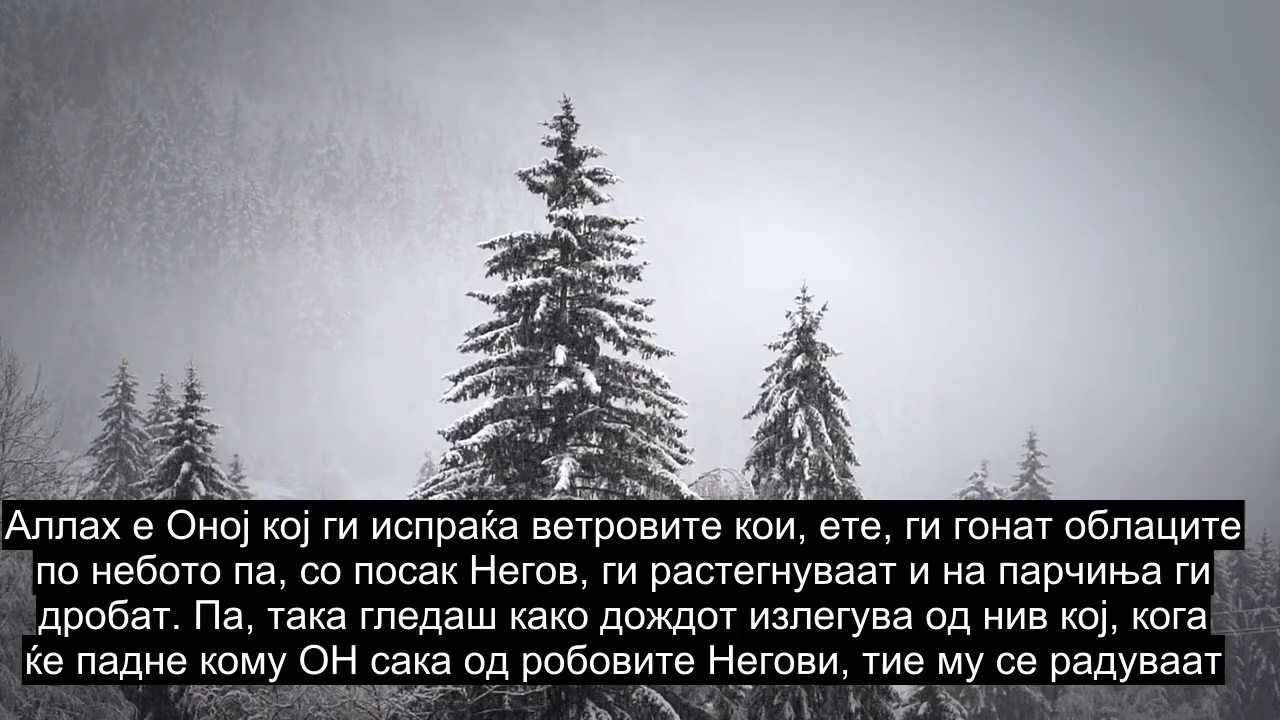 Аллах е Оној кој ги испраќа ветровите кои, ете, ги гонат облаците
по небото па, со посак Негов, ги растегнуваат и на парчиња ги
дробат. Па, така гледаш како дождот излегува од нив кој, кога
ќе падне кому ОН сака од робовите Негови, тие му се радуваат